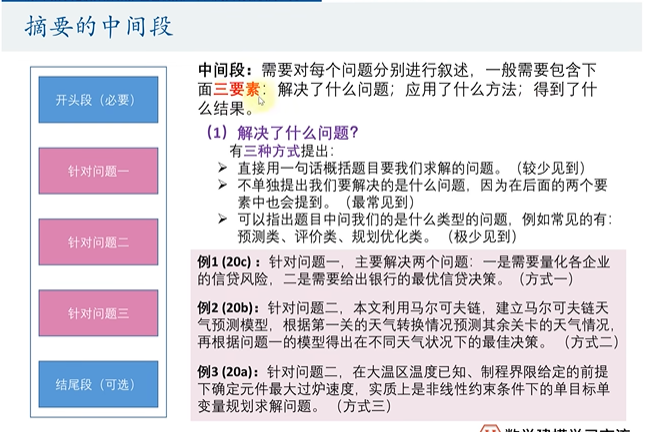 摘要的中间段
开头段（必要）
针对问题一
针对问题二
针对问题三
结尾段（可选）
中间段：需要对每个问题分别进行叙述，一般需要包含下
面三要素：解决了什么问题；应用了什么方法；得到了什
么结果。
（1）解决了什么问题？
有三种方式提出：
➢ 直接用一句话概括题目要我们求解的问题。（较少见到）
➢ 不单独提出我们要解决的是什么问题，因为在后面的两个要
素中也会提到。（最常见到）
➢ 可以指出题目中问我们的是什么类型的问题，例如常见的有：
预测类、评价类、规划优化类。（极少见到）
例1 (20c)：针对问题一，主要解决两个问题：一是需要量化各企业
的信贷风险，二是需要给出银行的最优信贷决策。（方式一）
例2 (20b)：针对问题二，本文利用马尔可夫链，建立马尔可夫链天
气预测模型，根据第一关的天气转换情况预测其余关卡的天气情况，
再根据问题一的模型得出在不同天气状况下的最佳决策。（方式二）
例3 (20a)：针对问题二，在大温区温度已知、制程界限给定的前提
下确定元件最大过炉速度，实质上是非线性约束条件下的单目标单
变量规划求解问题。（方式三）
数学建模学习交流